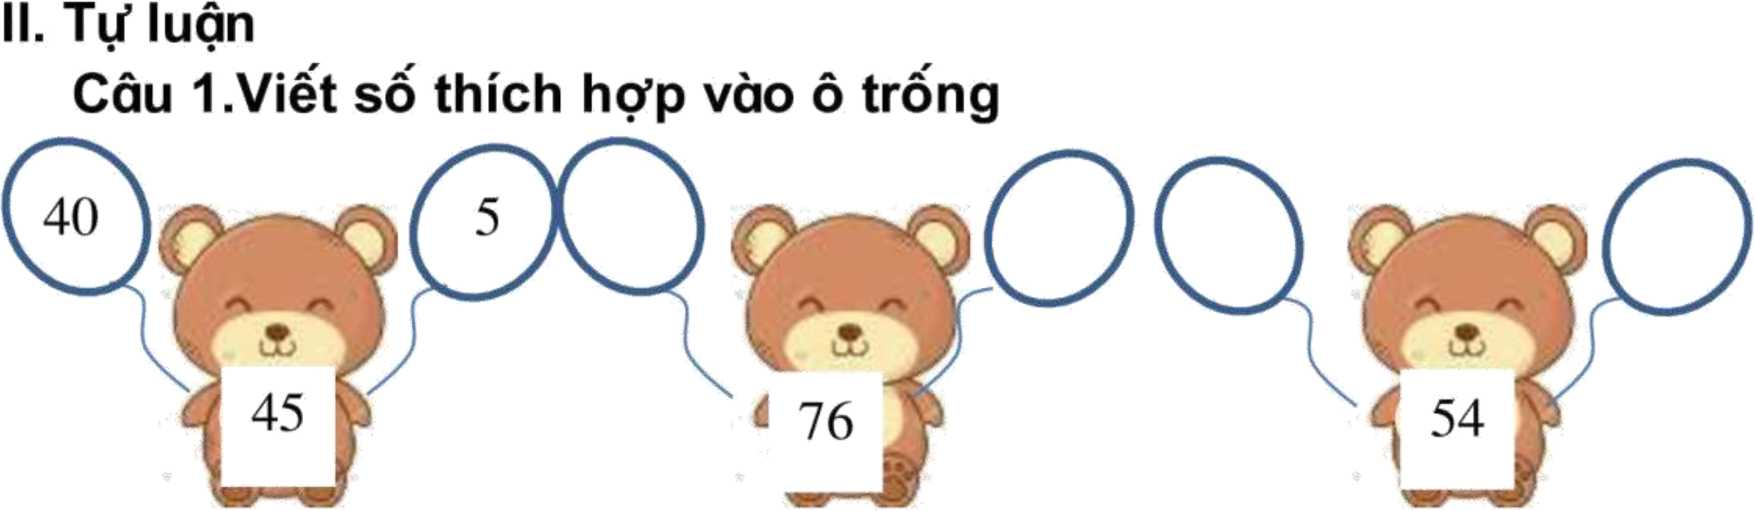 II. Tự luận
Câu 1.Viết số thích hợp vào ô trống
40 5
45 76 54